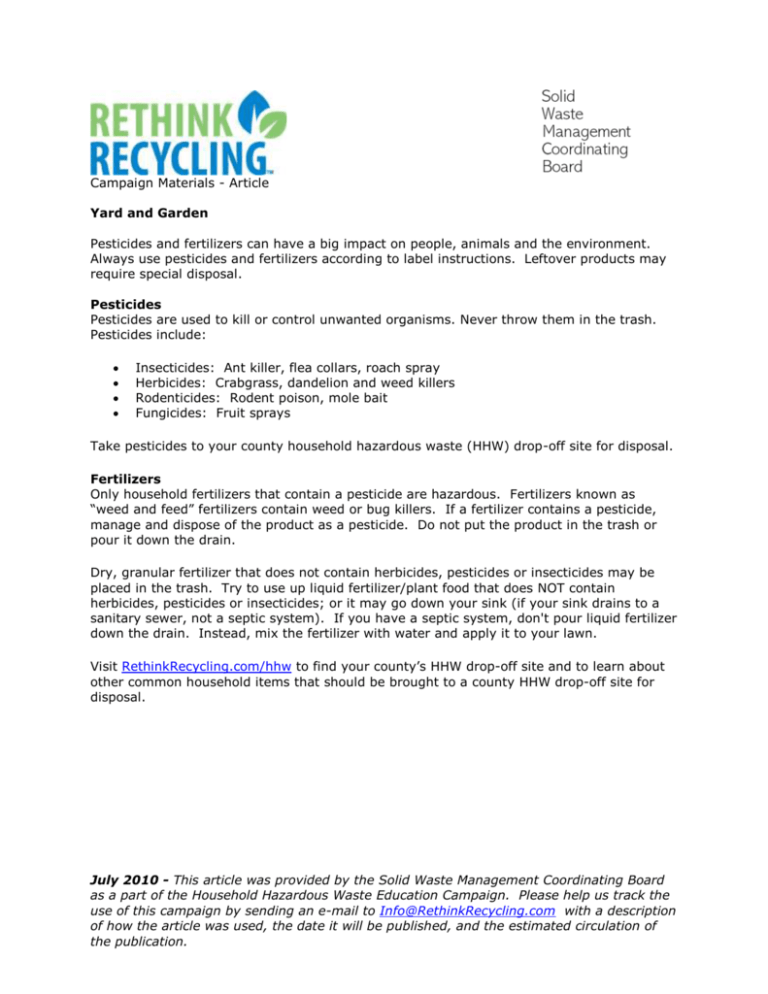 RETHINK
RECYCLING™
Solid
Waste
Management
Coordinating
Board
Campaign Materials - Article
Yard and Garden
Pesticides and fertilizers can have a big impact on people, animals and the environment.
Always use pesticides and fertilizers according to label instructions.  Leftover products may
require special disposal.
Pesticides
Pesticides are used to kill or control unwanted organisms. Never throw them in the trash.
Pesticides include:
• Insecticides:  Ant killer, flea collars, roach spray
• Herbicides:  Crabgrass, dandelion and weed killers
• Rodenticides:  Rodent poison, mole bait
• Fungicides:  Fruit sprays
Take pesticides to your county household hazardous waste (HHW) drop-off site for disposal.
Fertilizers
Only household fertilizers that contain a pesticide are hazardous.  Fertilizers known as
“weed and feed” fertilizers contain weed or bug killers.  If a fertilizer contains a pesticide,
manage and dispose of the product as a pesticide.  Do not put the product in the trash or
pour it down the drain.
Dry, granular fertilizer that does not contain herbicides, pesticides or insecticides may be
placed in the trash.  Try to use up liquid fertilizer/plant food that does NOT contain
herbicides, pesticides or insecticides; or it may go down your sink (if your sink drains to a
sanitary sewer, not a septic system).  If you have a septic system, don't pour liquid fertilizer
down the drain.  Instead, mix the fertilizer with water and apply it to your lawn.
Visit RethinkRecycling.com/hhw to find your county’s HHW drop-off site and to learn about
other common household items that should be brought to a county HHW drop-off site for
disposal.
July 2010 - This article was provided by the Solid Waste Management Coordinating Board
as a part of the Household Hazardous Waste Education Campaign.  Please help us track the
use of this campaign by sending an e-mail to Info@RethinkRecycling.com  with a description
of how the article was used, the date it will be published, and the estimated circulation of
the publication.